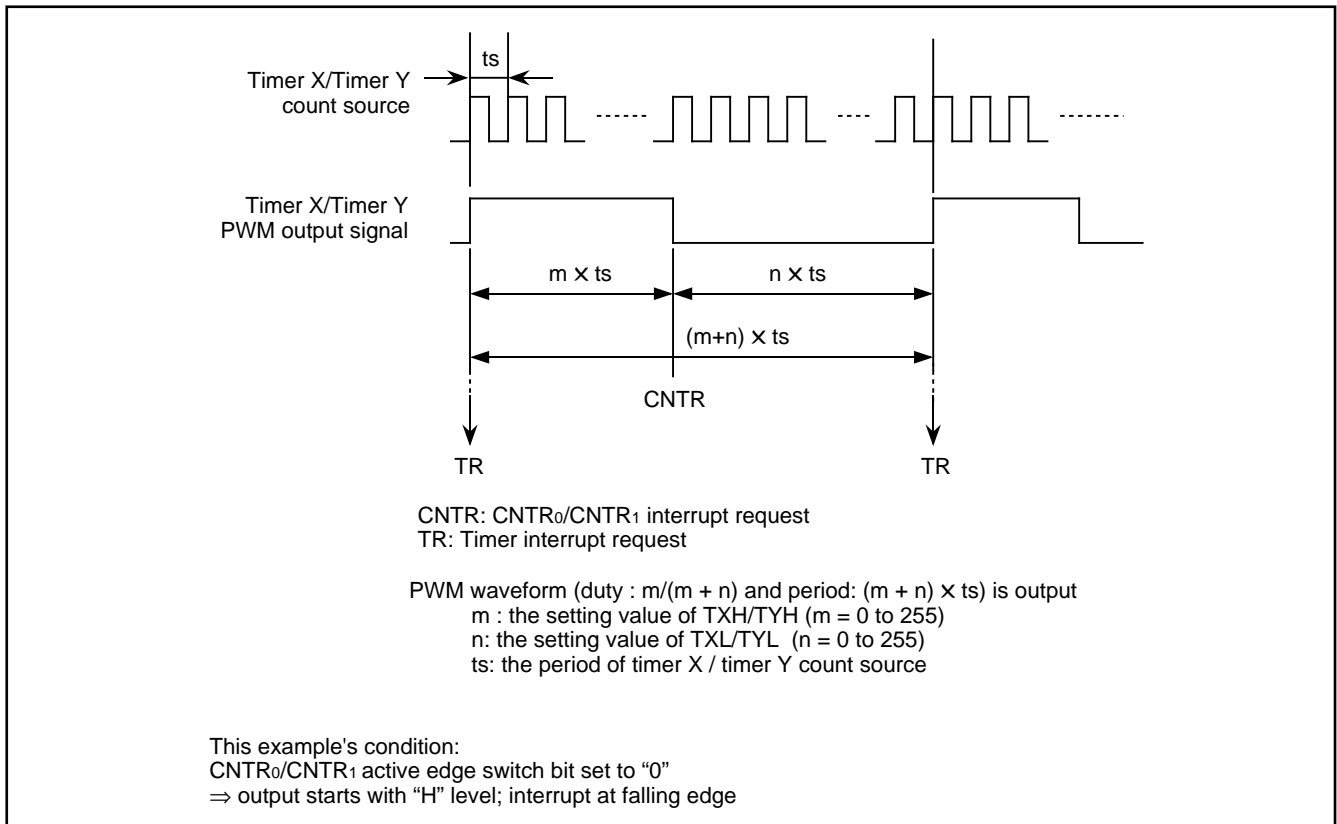 ts
Timer X/Timer Y
count source
Timer X/Timer Y
PWM output signal
m × ts
n × ts
(m+n) × ts
CNTR
TR
TR
CNTR: CNTR0/CNTR1 interrupt request
TR: Timer interrupt request
PWM waveform (duty : m/(m + n) and period: (m + n) × ts) is output
m : the setting value of TXH/TYH (m = 0 to 255)
n: the setting value of TXL/TYL (n = 0 to 255)
ts: the period of timer X / timer Y count source
This example's condition:
CNTR0/CNTR1 active edge switch bit set to “0”
⇒ output starts with “H” level; interrupt at falling edge